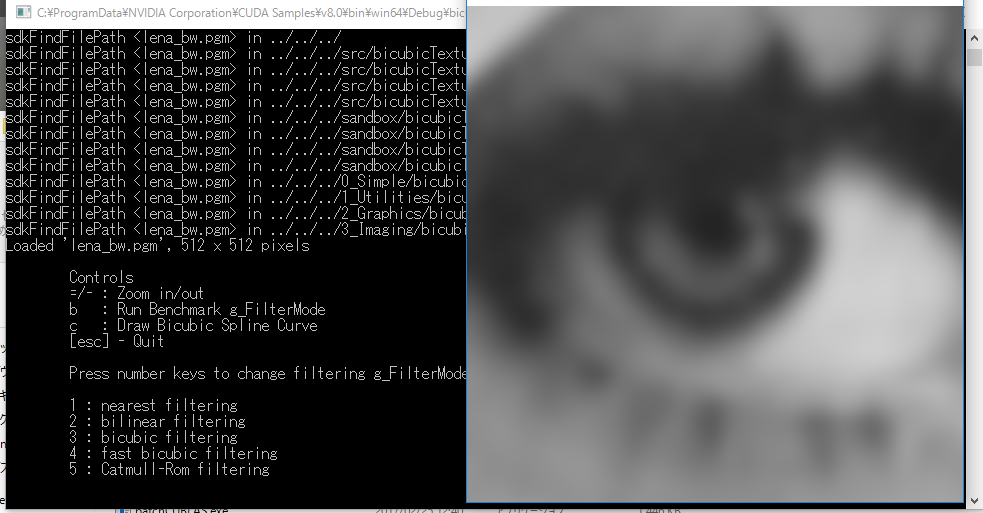 C:¥ProgramData¥NVIDIA Corporation¥CUDA Samples¥v8.0¥bin¥win64¥Debug¥bic
sdkFindFilePath <lena_bw.pgm> in ../../../
sdkFindFilePath <lena_bw.pgm> in ../../../src/bicubicTextu
sdkFindFilePath <lena_bw.pgm> in ../../../src/bicubicTextu
sdkFindFilePath <lena_bw.pgm> in ../../../src/bicubicTextu
sdkFindFilePath <lena_bw.pgm> in ../../../src/bicubicTextu
sdkFindFilePath <lena_bw.pgm> in ../../../sandbox/bicubicT
sdkFindFilePath <lena_bw.pgm> in ../../../sandbox/bicubicT
sdkFindFilePath <lena_bw.pgm> in ../../../sandbox/bicubicT
sdkFindFilePath <lena_bw.pgm> in ../../../sandbox/bicubicT
sdkFindFilePath <lena_bw.pgm> in ../../../0_Simple/bicubic
sdkFindFilePath <lena_bw.pgm> in ../../../1_Utilities/bicu
sdkFindFilePath <lena_bw.pgm> in ../../../2_Graphics/bicub
sdkFindFilePath <lena_bw.pgm> in ../../../3_Imaging/bicubi
Loaded 'lena_bw.pgm', 512 x 512 pixels
Controls
=/- : Zoom in/out
b : Run Benchmark g_FilterMode
c : Draw Bicubic Spline Curve
[esc] - Quit
Press number keys to change filtering g_FilterMode
1 : nearest filtering
2 : bilinear filtering
3 : bicubic filtering
4 : fast bicubic filtering
5 : Catmull-Rom filtering